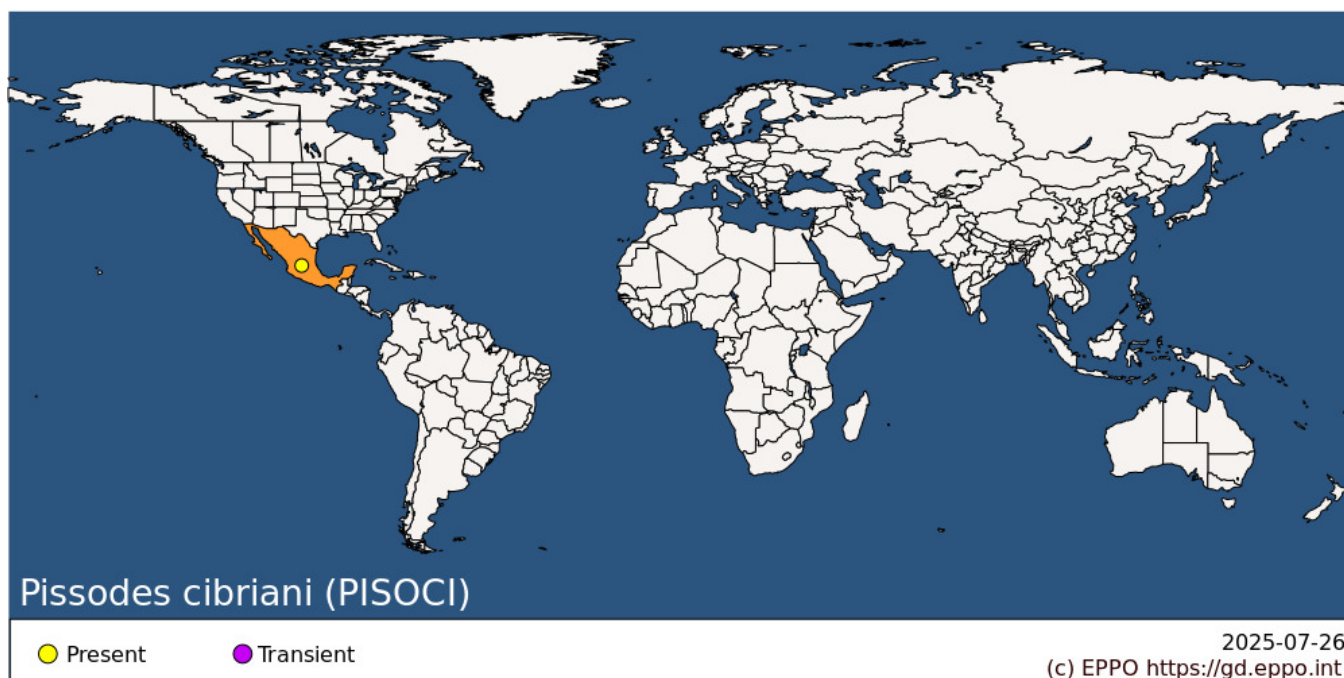 Pissodes cibriani (PISOCI)
Present
Transient
2025-07-26
(c) EPPO https://gd.eppo.int